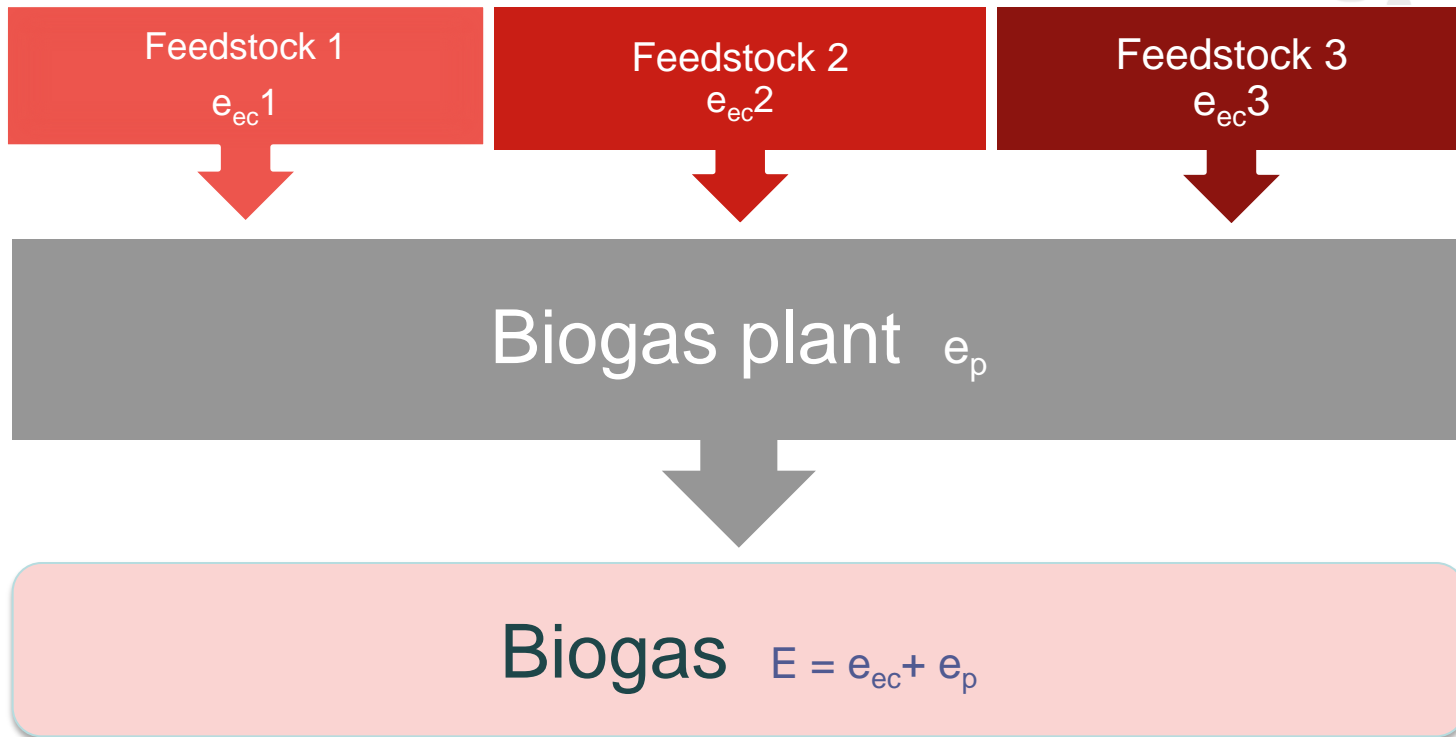 Feedstock 1
eec1
Feedstock 2
eec2
Feedstock 3
eec3
Biogas plant ep
Biogas E = eec+ ep